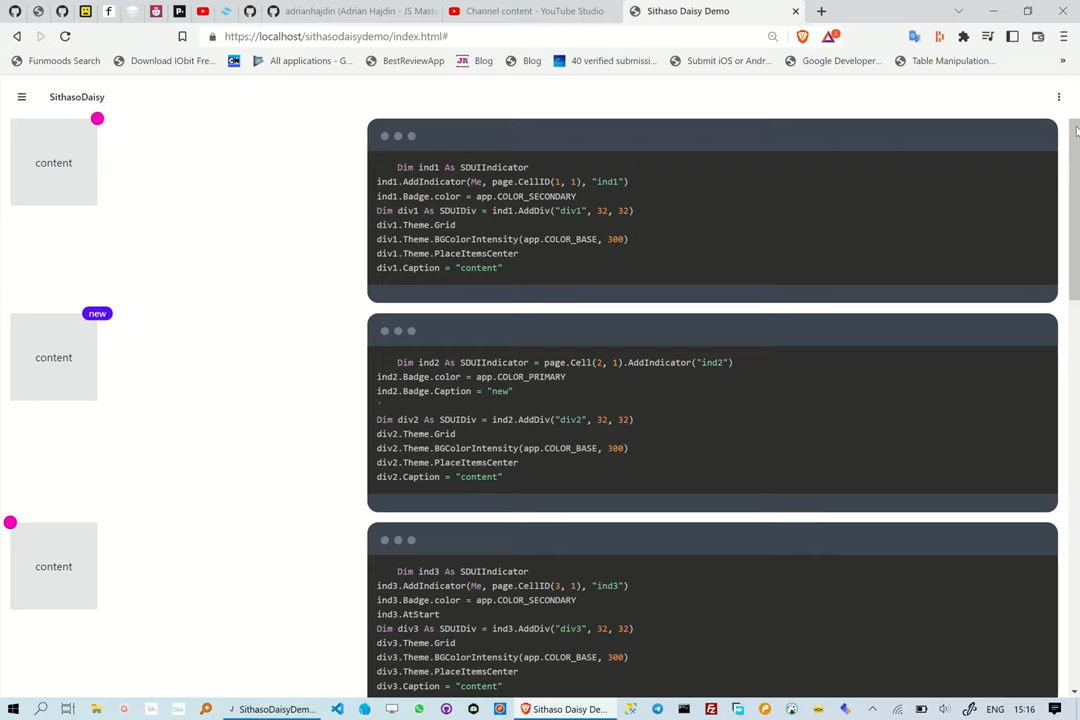 adrianhajdin (Adrian Hajdin - JS Mast
Channel content - YouTube Studio
Sithaso Daisy Demo
https://localhost/sithasodaisydemo/index.html#
2
Funmoods Search
Download IObit Fre...
All applications - G...
BestReviewApp
JR Blog
Blog
40 verified submissi...
Submit iOS or Andr...
Google Developer...
Table Manipulation...
»
SithasoDaisy
content
Dim ind1 As SDUIIndicator
ind1.AddIndicator(Me, page.CellID(1, 1), "ind1")
ind1.Badge.color = app.COLOR_SECONDARY
Dim div1 As SDUIDiv = ind1.AddDiv("div1", 32, 32)
div1.Theme.Grid
div1.Theme.BGColorIntensity(app.COLOR_BASE, 300)
div1.Theme.PlaceItemsCenter
div1.Caption = "content"
new
content
Dim ind2 As SDUIIndicator = page.Cell(2, 1).AddIndicator("ind2")
ind2.Badge.color = app.COLOR_PRIMARY
ind2.Badge.Caption = "new"
'
Dim div2 As SDUIDiv = ind2.AddDiv("div2", 32, 32)
div2.Theme.Grid
div2.Theme.BGColorIntensity(app.COLOR_BASE, 300)
div2.Theme.PlaceItemsCenter
div2.Caption = "content"
content
Dim ind3 As SDUIIndicator
ind3.AddIndicator(Me, page.CellID(3, 1), "ind3")
ind3.Badge.color = app.COLOR_SECONDARY
ind3.AtStart
Dim div3 As SDUIDiv = ind3.AddDiv("div3", 32, 32)
div3.Theme.Grid
div3.Theme.BGColorIntensity(app.COLOR_BASE, 300)
div3.Theme.PlaceItemsCenter
div3.Caption = "content"
SithasoDaisyDem...
Sithaso Daisy De...
ENG
15:16